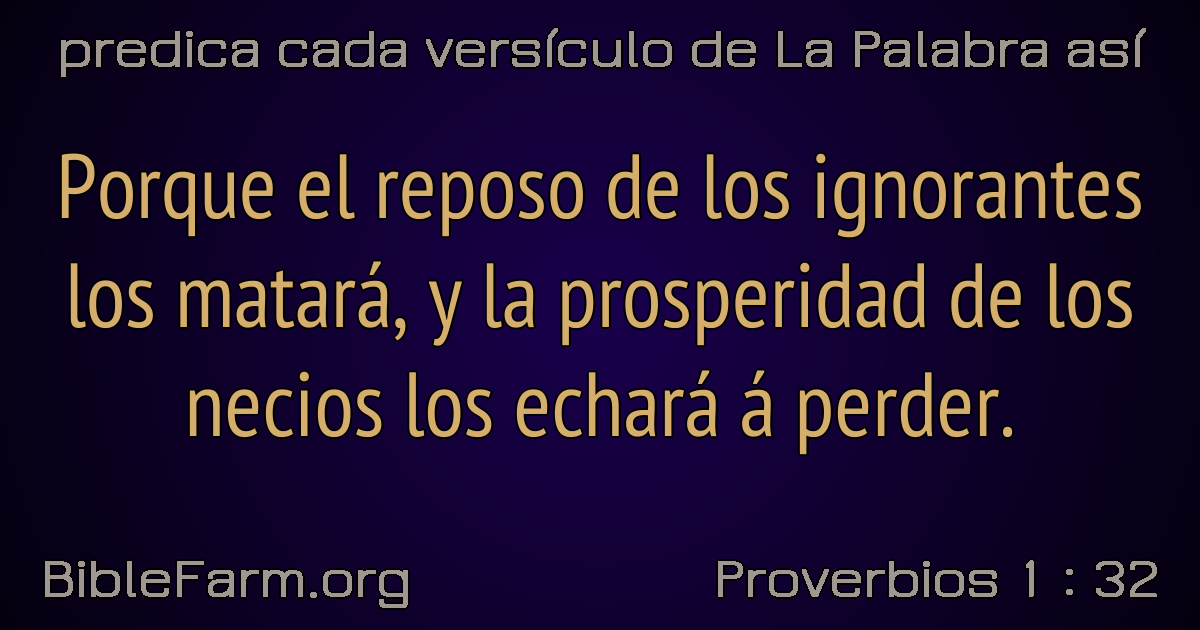 predica cada versículo de La Palabra así
Porque el reposo de los ignorantes
los matará, y la prosperidad de los
necios los echará á perder.
BibleFarm.org
Proverbios 1 : 32